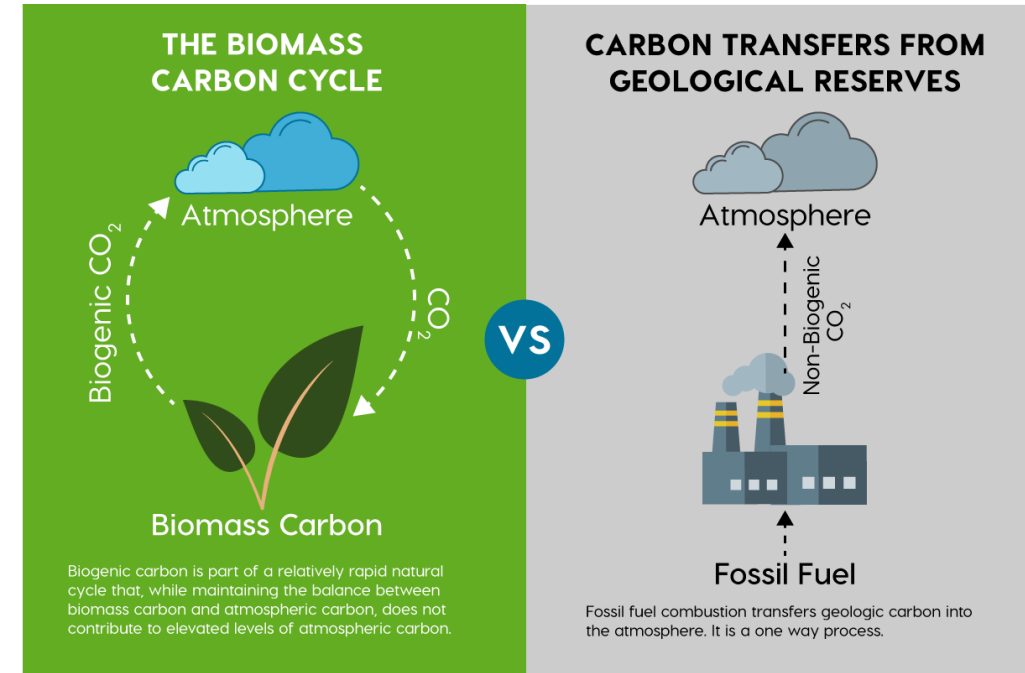 THE BIOMASS
CARBON CYCLE
Atmosphere
Biogenic CO₂
CO₂
Biomass Carbon
Biogenic carbon is part of a relatively rapid natural
cycle that, while maintaining the balance between
biomass carbon and atmospheric carbon, does not
contribute to elevated levels of atmospheric carbon.
VS
CARBON TRANSFERS FROM
GEOLOGICAL RESERVES
Atmosphere
Non-Biogenic
CO₂
Fossil Fuel
Fossil fuel combustion transfers geologic carbon into
the atmosphere. It is a one way process.